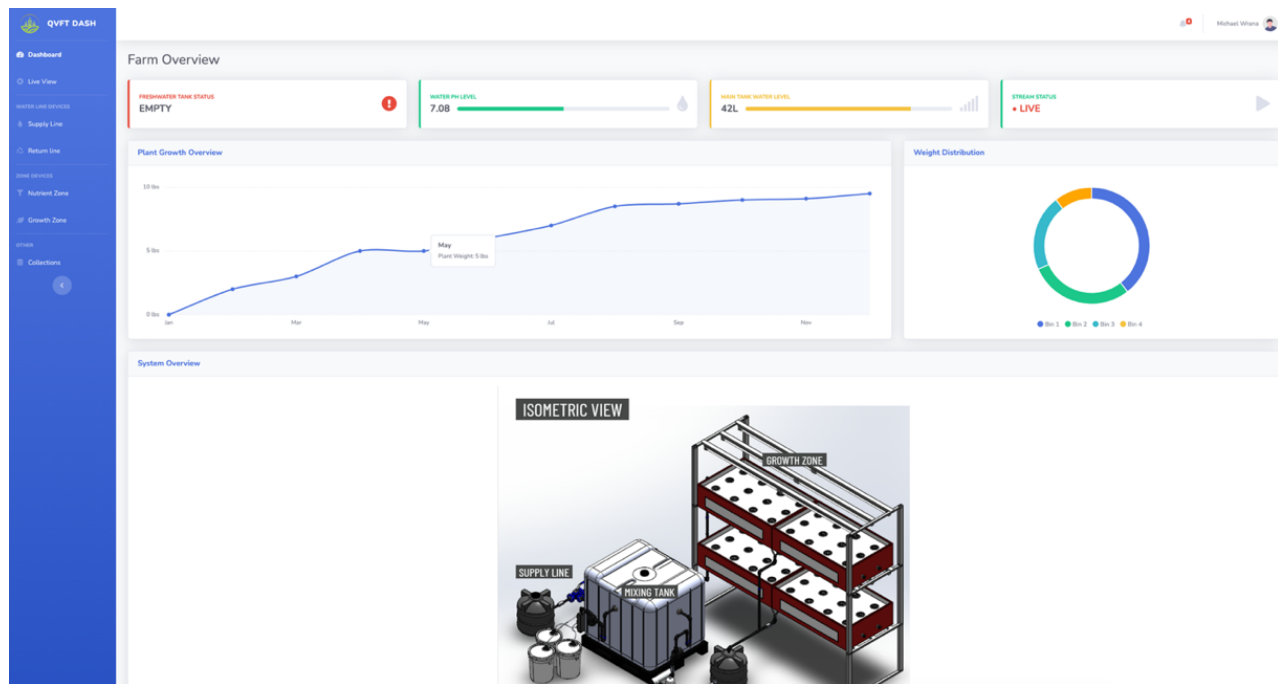 QVFT DASH
Dashboard
Live View
WATER LINE DEVICES
Supply Line
Return line
ZONE DEVICES
Nutrient Zone
Growth Zone
OTHER
Collections
Michael Wrana
Farm Overview
FRESHWATER TANK STATUS
EMPTY
WATER PH LEVEL
7.08
MAIN TANK WATER LEVEL
42L
STREAM STATUS
• LIVE
Plant Growth Overview
10 lbs
5 lbs
0 lbs
May
Plant Weight: 5 lbs
Jan Mar May Jul Sep Nov
Weight Distribution
Bin 1 Bin 2 Bin 3 Bin 4
System Overview
ISOMETRIC VIEW
GROWTH ZONE
SUPPLY LINE
MIXING TANK